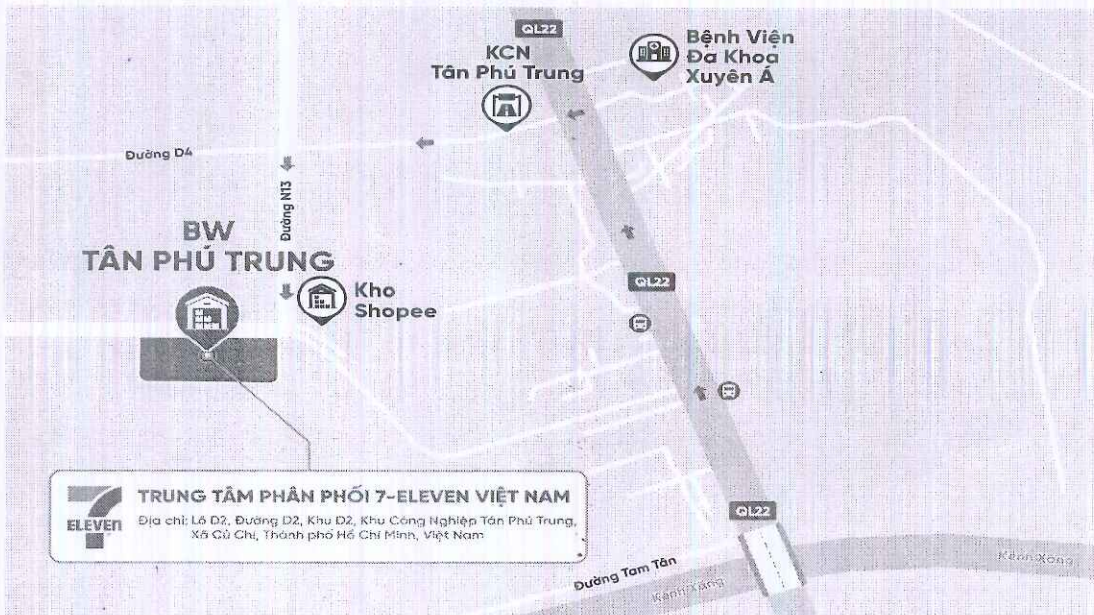 QL22
KCN
Tân Phú Trung
Bệnh Viện
Đa Khoa
Xuyên Á
Đường D4
Đường N13
BW
TÂN PHÚ TRUNG
Kho
Shopee
QL22
7
ELEVEN
TRUNG TÂM PHÂN PHỐI 7-ELEVEN VIỆT NAM
Địa chỉ: Lô D2, Đường D2, Khu D2, Khu Công Nghiệp Tân Phú Trung,
Xã Củ Chi, Thành phố Hồ Chí Minh, Việt Nam
QL22
Đường Tam Tân
Kênh Xáng
Kênh Xáng